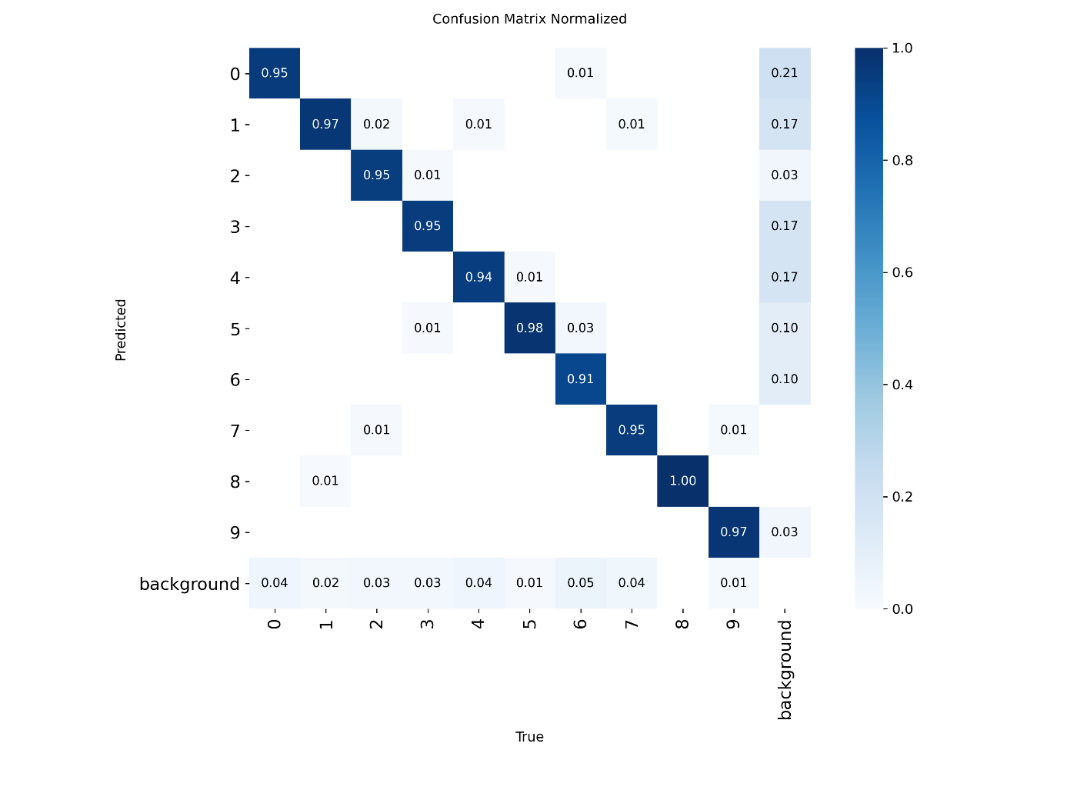 Confusion Matrix Normalized
0 0.95 0.01 0.21 1.0
1 0.97 0.02 0.01 0.01 0.17
2 0.95 0.01 0.03 0.8
3 0.95 0.17
4 0.94 0.01 0.17 0.6
5 0.01 0.98 0.03 0.10
6 0.91 0.10 0.4
7 0.01 0.95 0.01
8 0.01 1.00 0.2
9 0.97 0.03
background 0.04 0.02 0.03 0.03 0.04 0.01 0.05 0.04 0.01 0.0
0 1 2 3 4 5 6 7 8 9 background
Predicted
True